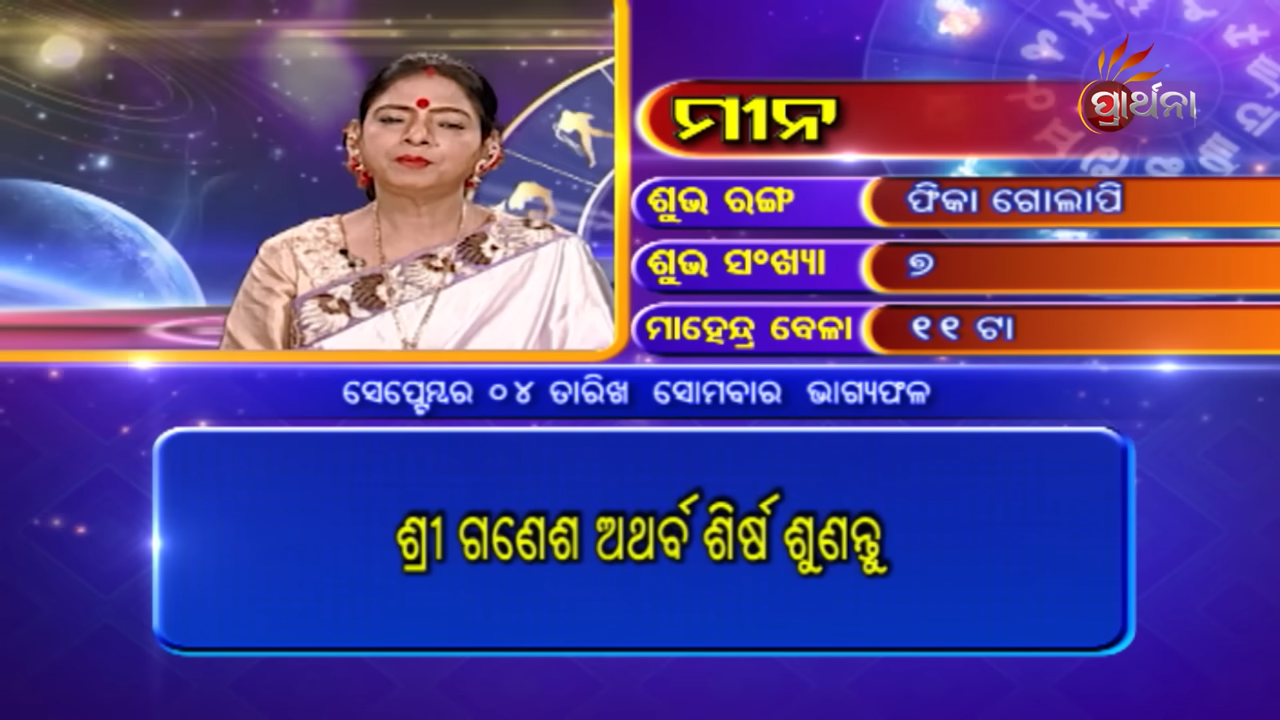 ପ୍ରାର୍ଥନା
ମୀନ
ଶୁଭ ରଙ୍ଗ ଫିକା ଗୋଲାପି
ଶୁଭ ସଂଖ୍ୟା ୭
ମାହେନ୍ଦ୍ର ବେଳା ୧୧ ଟା
ସେପ୍ଟେମ୍ବର ୦୪ ତାରିଖ ସୋମବାର ଭାଗ୍ୟଫଳ
ଶ୍ରୀ ଗଣେଶ ଅଥର୍ବ ଶିର୍ଷ ଶୁଣନ୍ତୁ